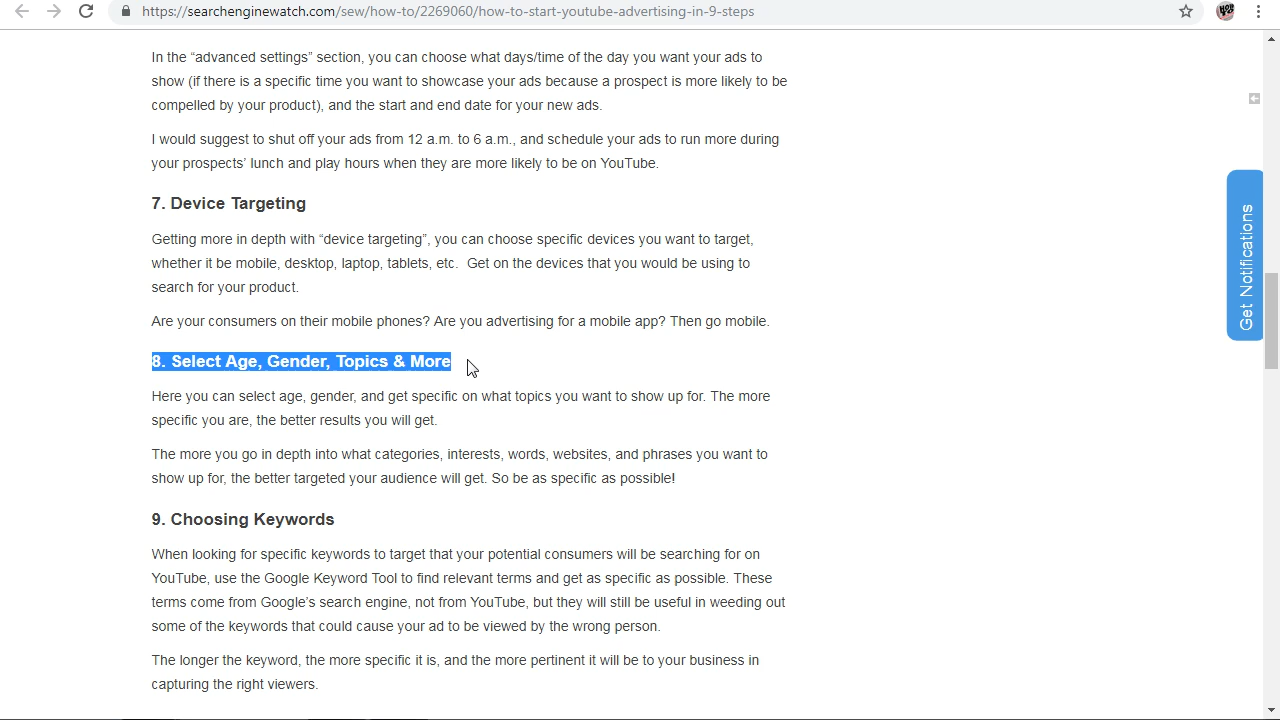 https://searchenginewatch.com/sew/how-to/2269060/how-to-start-youtube-advertising-in-9-steps
In the “advanced settings” section, you can choose what days/time of the day you want your ads to
show (if there is a specific time you want to showcase your ads because a prospect is more likely to be
compelled by your product), and the start and end date for your new ads.
I would suggest to shut off your ads from 12 a.m. to 6 a.m., and schedule your ads to run more during
your prospects’ lunch and play hours when they are more likely to be on YouTube.
7. Device Targeting
Getting more in depth with “device targeting”, you can choose specific devices you want to target,
whether it be mobile, desktop, laptop, tablets, etc.  Get on the devices that you would be using to
search for your product.
Are your consumers on their mobile phones? Are you advertising for a mobile app? Then go mobile.
8. Select Age, Gender, Topics & More
Here you can select age, gender, and get specific on what topics you want to show up for. The more
specific you are, the better results you will get.
The more you go in depth into what categories, interests, words, websites, and phrases you want to
show up for, the better targeted your audience will get. So be as specific as possible!
9. Choosing Keywords
When looking for specific keywords to target that your potential consumers will be searching for on
YouTube, use the Google Keyword Tool to find relevant terms and get as specific as possible. These
terms come from Google’s search engine, not from YouTube, but they will still be useful in weeding out
some of the keywords that could cause your ad to be viewed by the wrong person.
The longer the keyword, the more specific it is, and the more pertinent it will be to your business in
capturing the right viewers.
Get Notifications